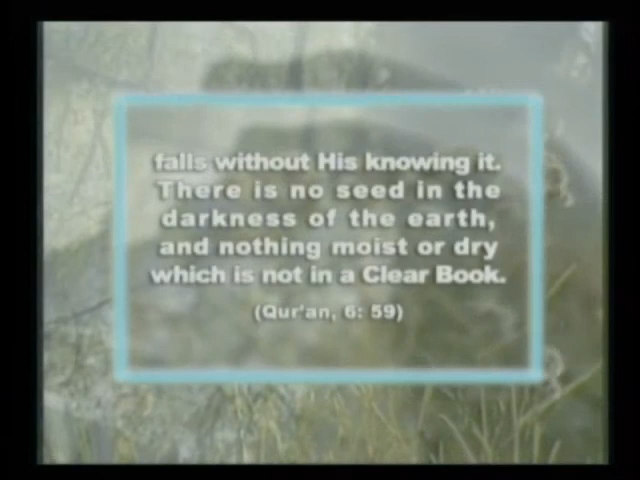 falls without His knowing it.
There is no seed in the
darkness of the earth,
and nothing moist or dry
which is not in a Clear Book.
(Qur'an, 6: 59)